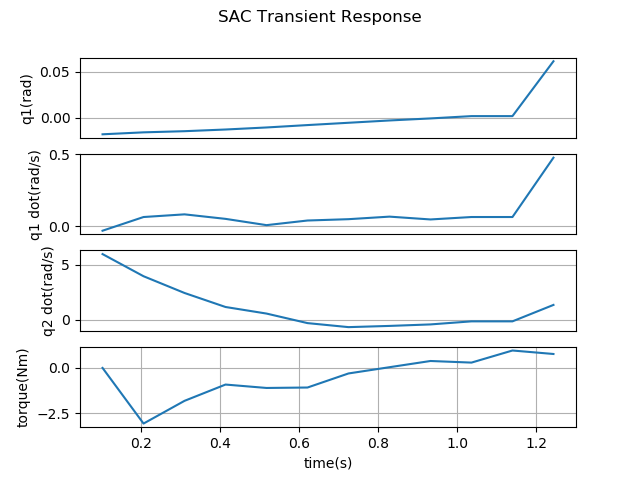 SAC Transient Response
q1(rad)
0.05
0.00
q1 dot(rad/s)
0.5
0.0
q2 dot(rad/s)
5
0
torque(Nm)
0.0
−2.5
0.2 0.4 0.6 0.8 1.0 1.2
time(s)